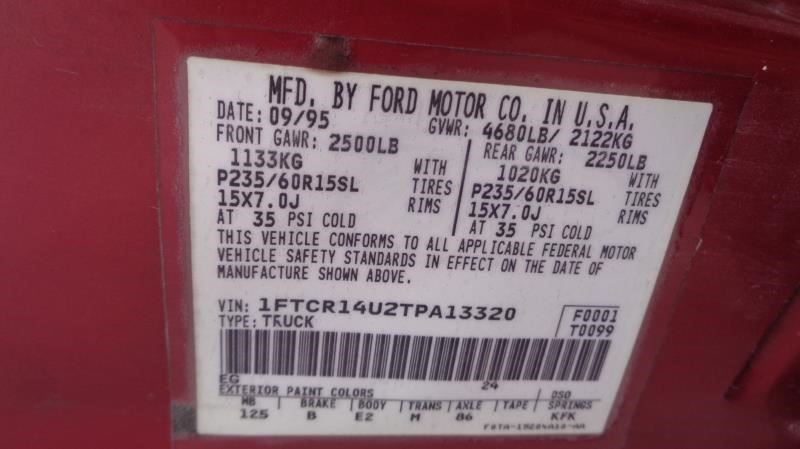 MFD. BY FORD MOTOR CO. IN U.S.A.
DATE: 09/95 GVWR: 4680LB/ 2122KG
FRONT GAWR: 2500LB REAR GAWR: 2250LB
1133KG WITH 1020KG WITH
P235/60R15SL TIRES P235/60R15SL TIRES
15X7.0J RIMS 15X7.0J RIMS
AT 35 PSI COLD AT 35 PSI COLD
THIS VEHICLE CONFORMS TO ALL APPLICABLE FEDERAL MOTOR
VEHICLE SAFETY STANDARDS IN EFFECT ON THE DATE OF
MANUFACTURE SHOWN ABOVE.
VIN: 1FTCR14U2TPA13320 F0001
TYPE: TRUCK T0099
EG 24
EXTERIOR PAINT COLORS DSO
WB BRAKE BODY TRANS AXLE TAPE SPRINGS
125 B E2 M 86 KFK